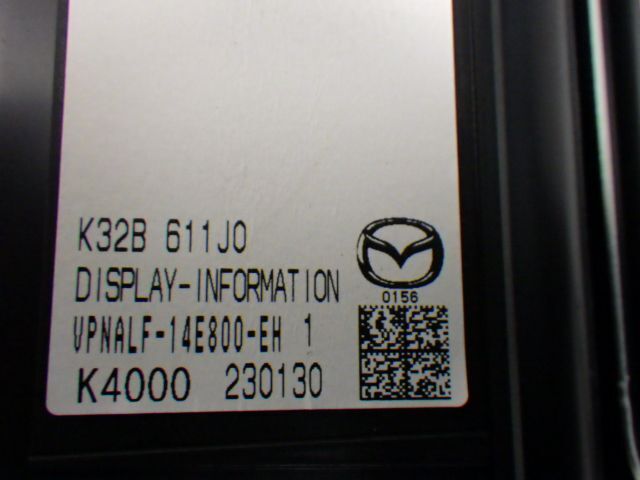 K32B 611J0
DISPLAY-INFORMATION
0156
VPNALF-14E800-EH 1
K4000 230130